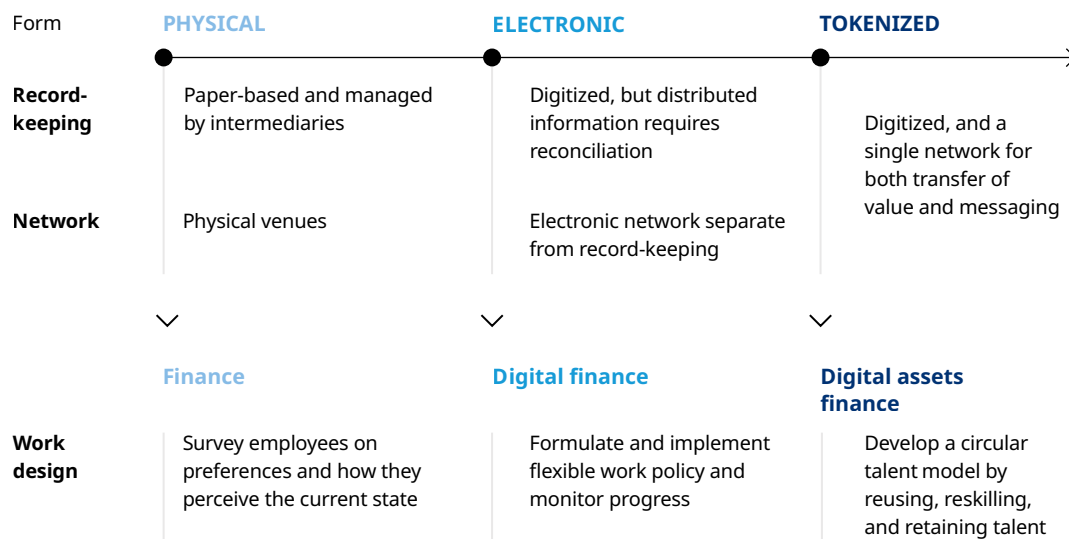 Form
PHYSICAL
ELECTRONIC
TOKENIZED
Record-
keeping
Paper-based and managed
by intermediaries
Digitized, but distributed
information requires
reconciliation
Digitized, and a
single network for
both transfer of
value and messaging
Network
Physical venues
Electronic network separate
from record-keeping
Finance
Digital finance
Digital assets
finance
Work
design
Survey employees on
preferences and how they
perceive the current state
Formulate and implement
flexible work policy and
monitor progress
Develop a circular
talent model by
reusing, reskilling,
and retaining talent